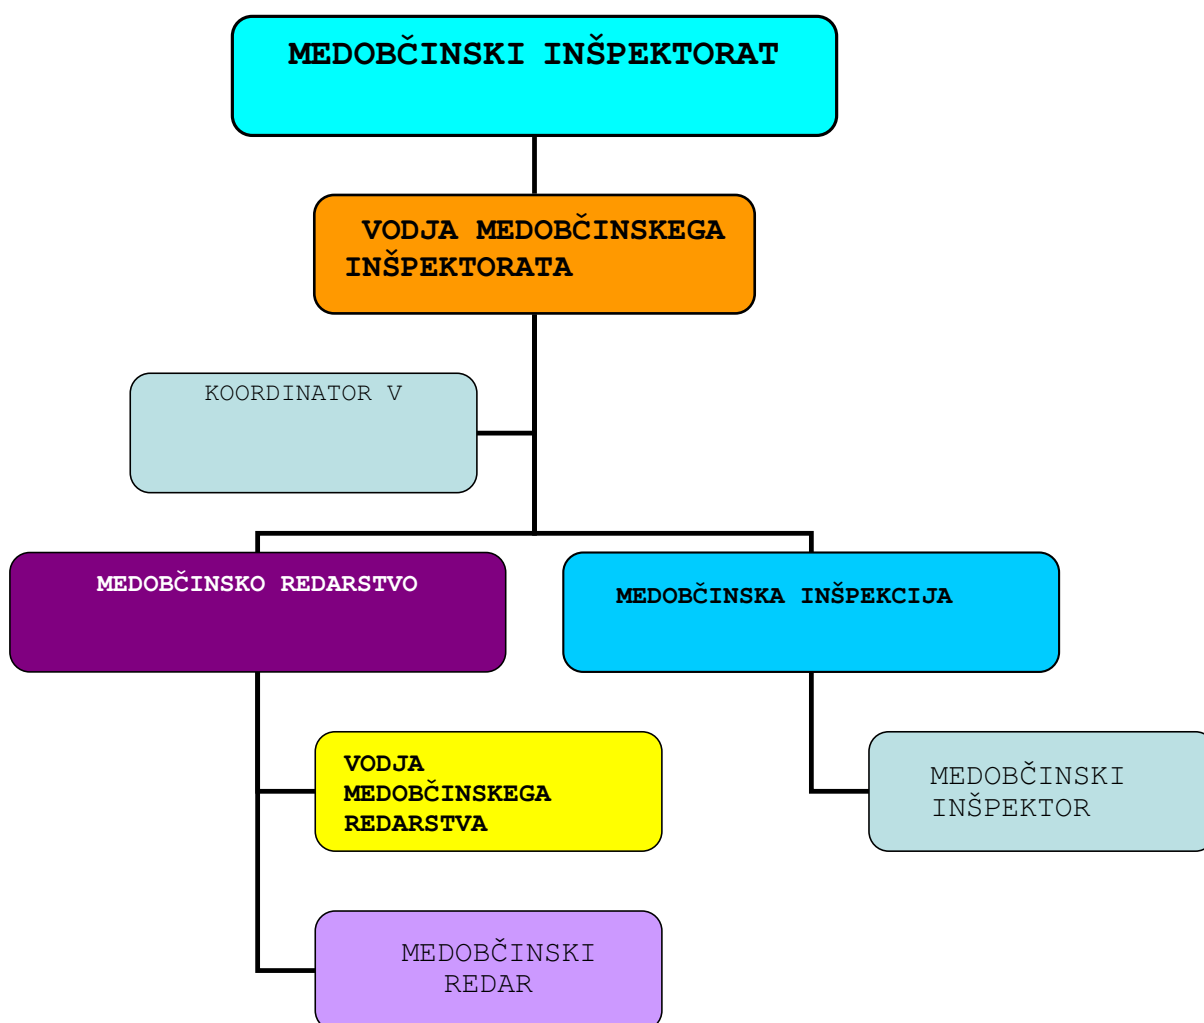 MEDOBČINSKI INŠPEKTORAT
VODJA MEDOBČINSKEGA
INŠPEKTORATA
KOORDINATOR V
MEDOBČINSKO REDARSTVO
MEDOBČINSKA INŠPEKCIJA
VODJA
MEDOBČINSKEGA
REDARSTVA
MEDOBČINSKI
INŠPEKTOR
MEDOBČINSKI
REDAR